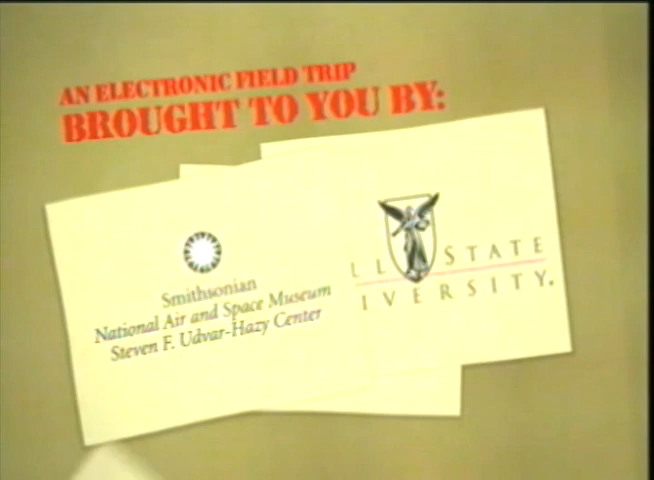 AN ELECTRONIC FIELD TRIP
BROUGHT TO YOU BY:
Smithsonian
National Air and Space Museum
Steven F. Udvar-Hazy Center
LL STATE
IVERSITY.